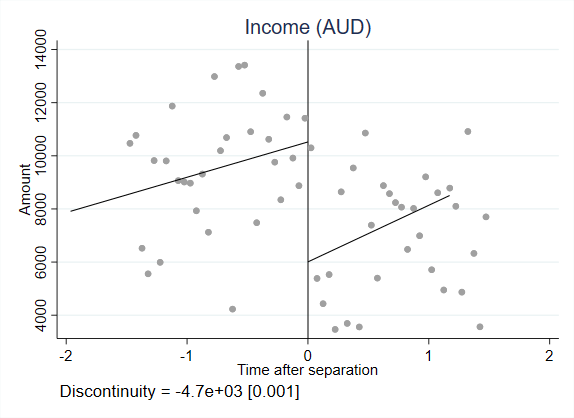 Income (AUD)
14000
12000
10000
8000
6000
4000
Amount
-2
-1
0
1
2
Time after separation
Discontinuity = -4.7e+03 [0.001]